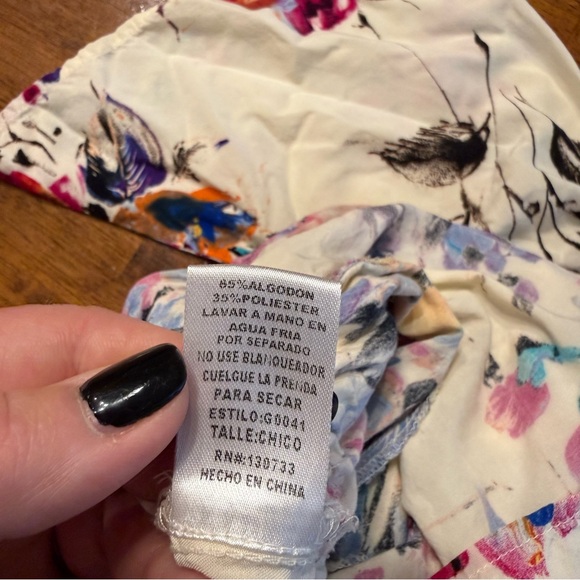 65%ALGODON
35%POLIESTER
LAVAR A MANO EN
AGUA FRIA
POR SEPARADO
NO USE BLANQUEADOR
CUELGUE LA PRENDA
PARA SECAR
ESTILO:G0041
TALLE:CHICO
RN#:130733
HECHO EN CHINA